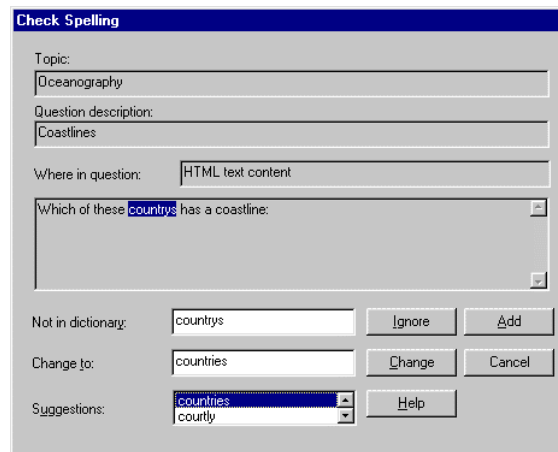 Check Spelling
Topic:
Oceanography
Question description:
Coastlines
Where in question: HTML text content
Which of these countrys has a coastline:
Not in dictionary: countrys Ignore Add
Change to: countries Change Cancel
Suggestions: countries Help
courtly